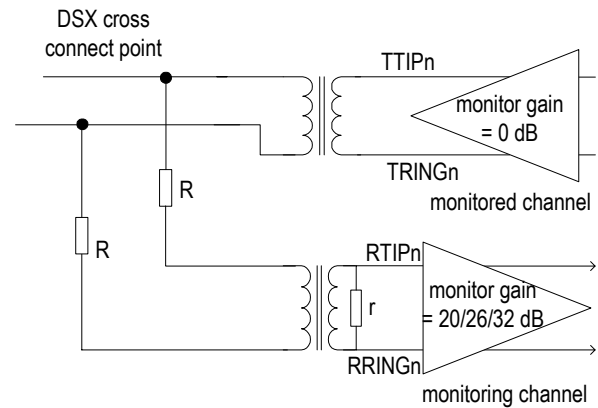 DSX cross
connect point
TTIPn
monitor gain
= 0 dB
TRINGn
monitored channel
R
R
RTIPn
monitor gain
= 20/26/32 dB
r
RRINGn
monitoring channel